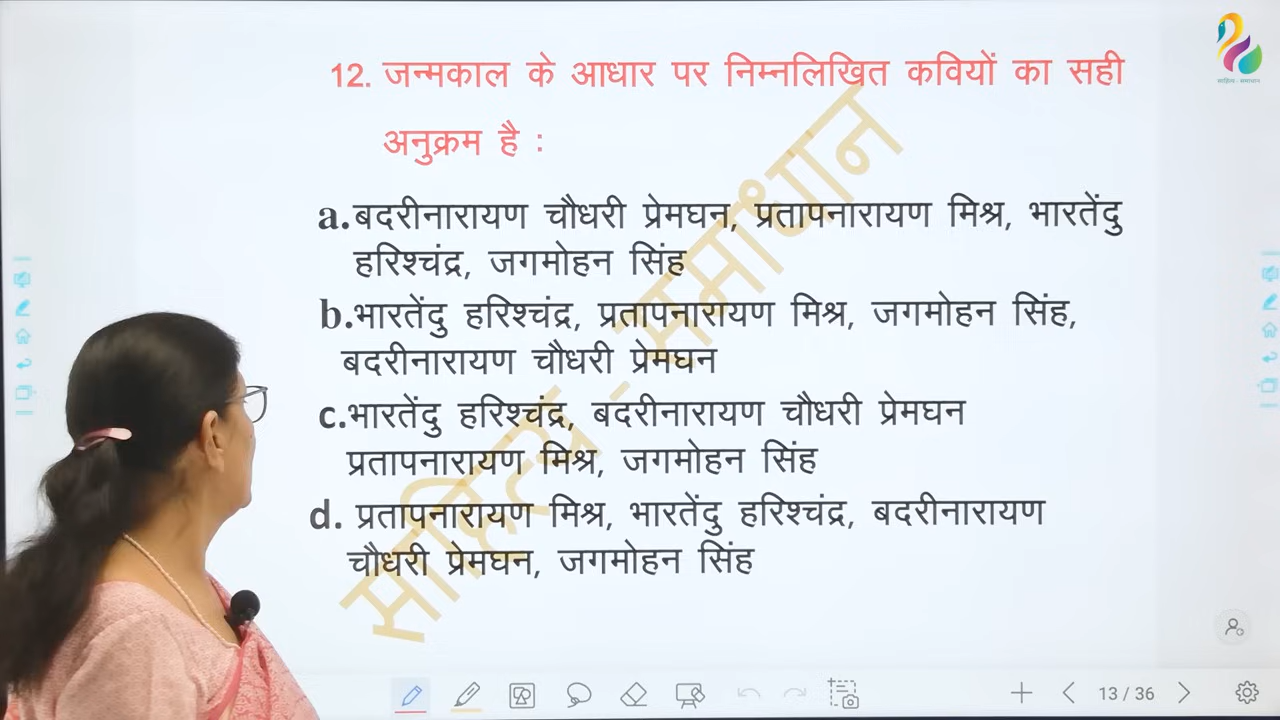 साहित्य - समाधान
12. जन्मकाल के आधार पर निम्नलिखित कवियों का सही
अनुक्रम है :
a.बदरीनारायण चौधरी प्रेमघन, प्रतापनारायण मिश्र, भारतेंदु
हरिश्चंद्र, जगमोहन सिंह
b.भारतेंदु हरिश्चंद्र, प्रतापनारायण मिश्र, जगमोहन सिंह,
बदरीनारायण चौधरी प्रेमघन
c.भारतेंदु हरिश्चंद्र, बदरीनारायण चौधरी प्रेमघन
प्रतापनारायण मिश्र, जगमोहन सिंह
d. प्रतापनारायण मिश्र, भारतेंदु हरिश्चंद्र, बदरीनारायण
चौधरी प्रेमघन, जगमोहन सिंह
साहित्य - समाधान
13 / 36